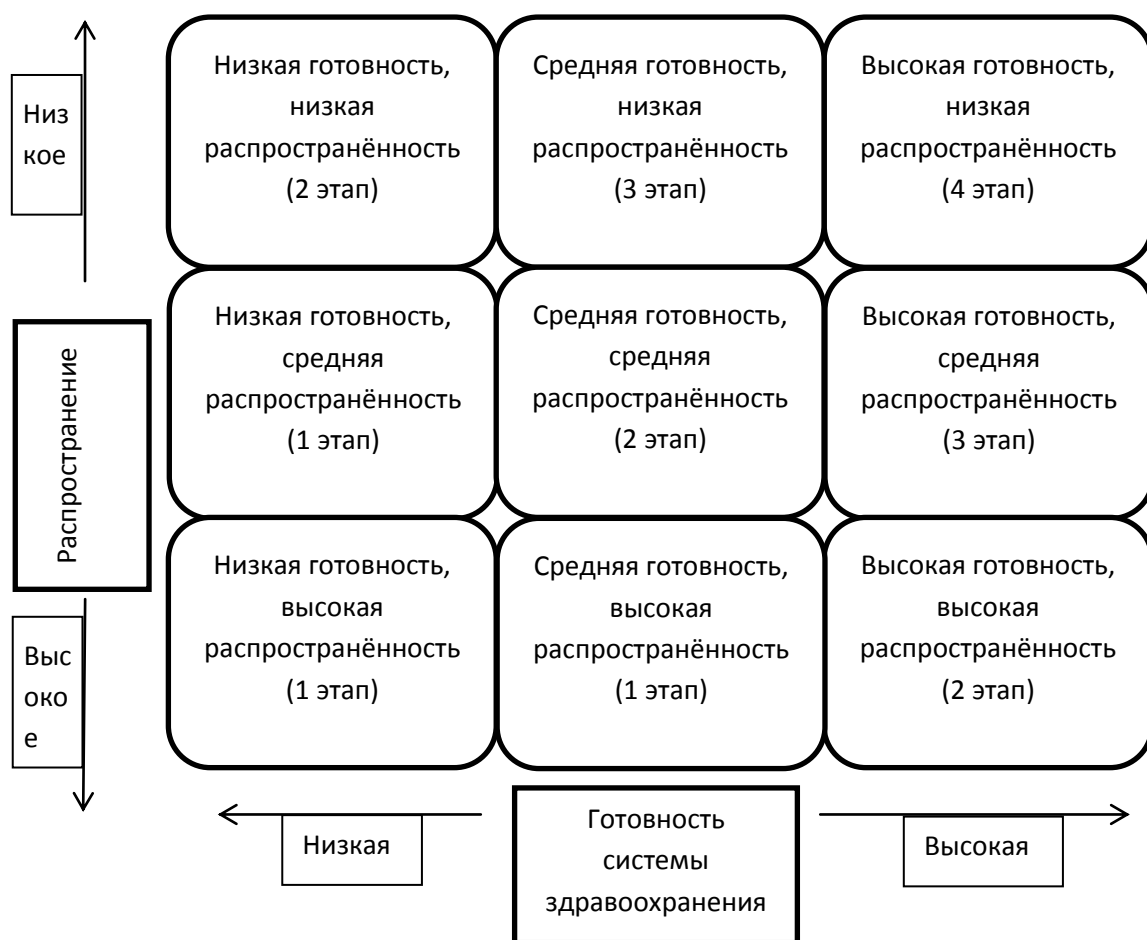 Низ
кое
Низкая готовность,
низкая
распространённость
(2 этап)
Средняя готовность,
низкая
распространённость
(3 этап)
Высокая готовность,
низкая
распространённость
(4 этап)
Распространение
Низкая готовность,
средняя
распространённость
(1 этап)
Средняя готовность,
средняя
распространённость
(2 этап)
Высокая готовность,
средняя
распространённость
(3 этап)
Выс
око
е
Низкая готовность,
высокая
распространённость
(1 этап)
Средняя готовность,
высокая
распространённость
(1 этап)
Высокая готовность,
высокая
распространённость
(2 этап)
Низкая
Готовность
системы
здравоохранения
Высокая